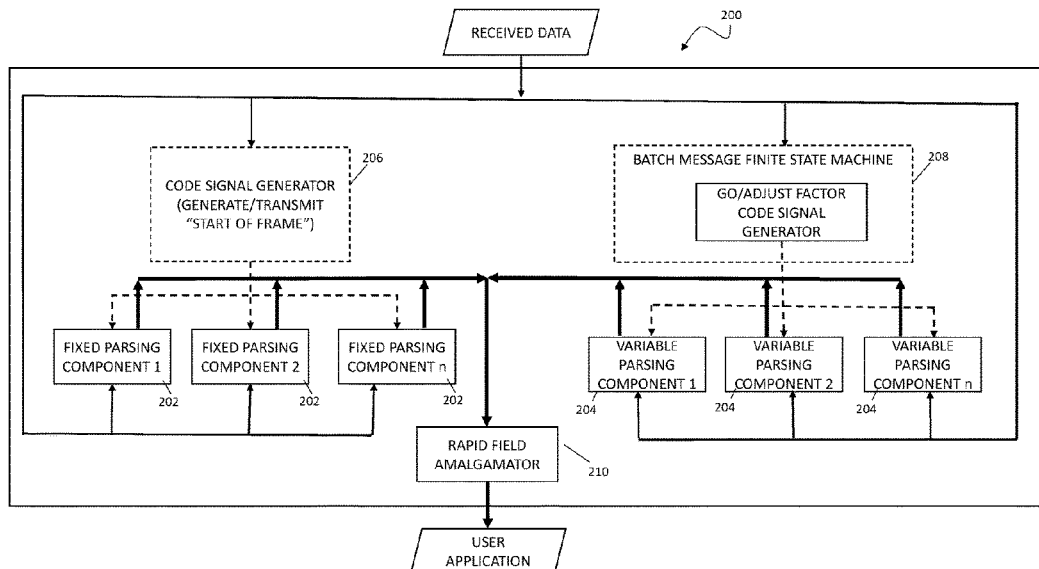 RECEIVED DATA
200
CODE SIGNAL GENERATOR
(GENERATE/TRANSMIT
"START OF FRAME")
206
BATCH MESSAGE FINITE STATE MACHINE
208
GO/ADJUST FACTOR
CODE SIGNAL
GENERATOR
FIXED PARSING
COMPONENT 1
202
FIXED PARSING
COMPONENT 2
202
FIXED PARSING
COMPONENT n
202
VARIABLE
PARSING
COMPONENT 1
204
VARIABLE
PARSING
COMPONENT 2
204
VARIABLE
PARSING
COMPONENT n
204
RAPID FIELD
AMALGAMATOR
210
USER
APPLICATION